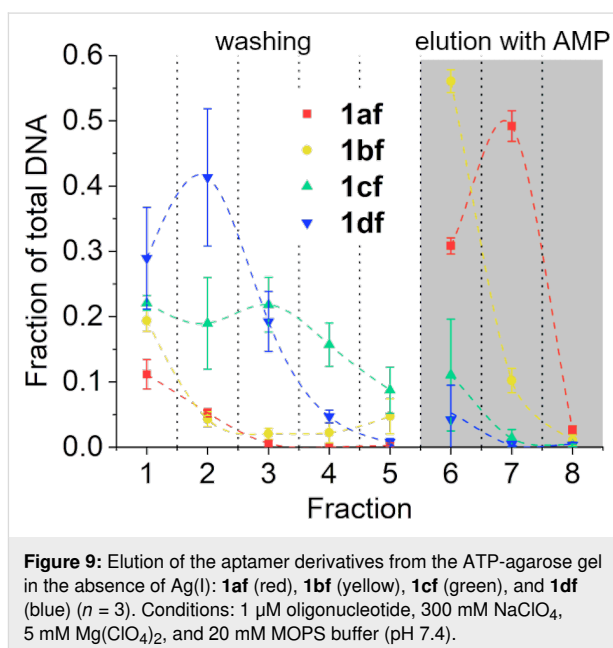 washing
elution with AMP
0.6
0.5
0.4
0.3
0.2
0.1
0.0
Fraction of total DNA
1af
1bf
1cf
1df
1 2 3 4 5 6 7 8
Fraction
Figure 9: Elution of the aptamer derivatives from the ATP-agarose gel
in the absence of Ag(I): 1af (red), 1bf (yellow), 1cf (green), and 1df
(blue) (n = 3). Conditions: 1 μM oligonucleotide, 300 mM NaClO4,
5 mM Mg(ClO4)2, and 20 mM MOPS buffer (pH 7.4).